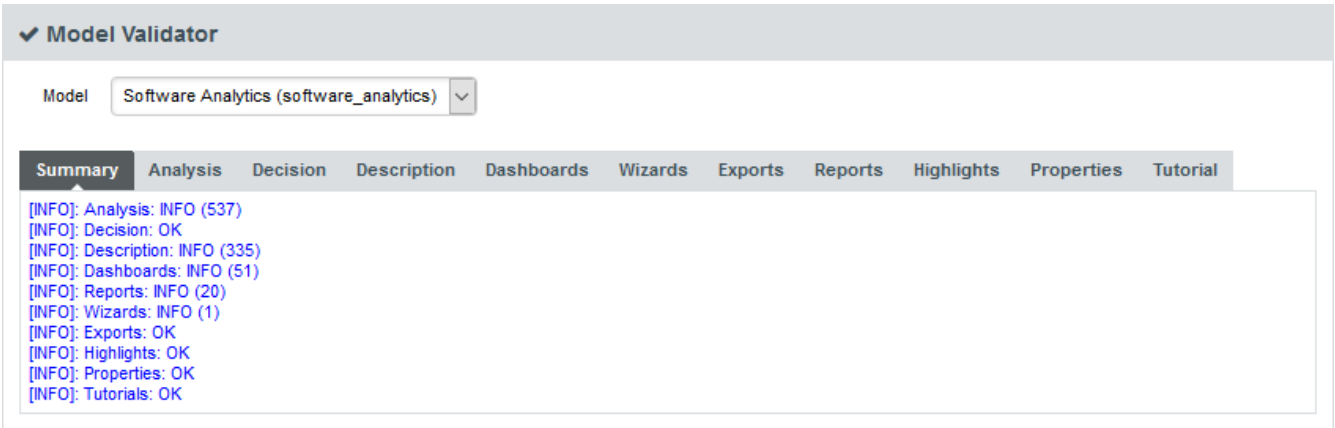 Model Validator
Model Software Analytics (software_analytics)
Summary Analysis Decision Description Dashboards Wizards Exports Reports Highlights Properties Tutorial
[INFO]: Analysis: INFO (537)
[INFO]: Decision: OK
[INFO]: Description: INFO (335)
[INFO]: Dashboards: INFO (51)
[INFO]: Reports: INFO (20)
[INFO]: Wizards: INFO (1)
[INFO]: Exports: OK
[INFO]: Highlights: OK
[INFO]: Properties: OK
[INFO]: Tutorials: OK